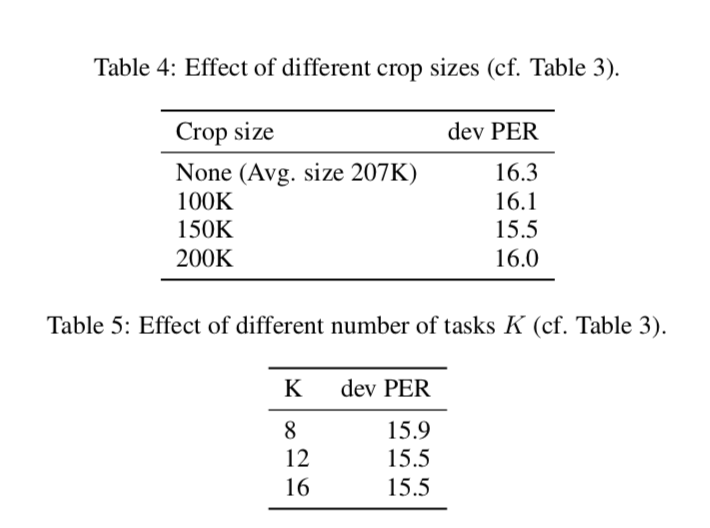 Table 4: Effect of different crop sizes (cf. Table 3).
Crop size dev PER
None (Avg. size 207K) 16.3
100K 16.1
150K 15.5
200K 16.0
Table 5: Effect of different number of tasks K (cf. Table 3).
K dev PER
8 15.9
12 15.5
16 15.5